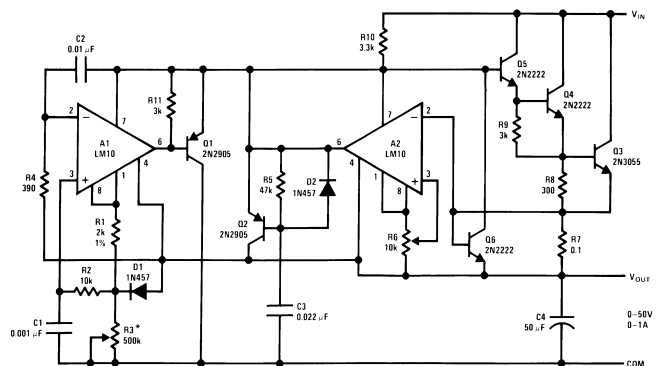 VIN
R10
3.3k
C2
0.01 μF
Q5
2N2222
Q4
2N2222
R11
3k
7
2
−
A1
LM10
6
Q1
2N2905
3
+
8
1
4
7
6
A2
LM10
−
2
4
1
8
+
3
R9
3k
Q3
2N3055
R4
390
R5
47k
D2
1N457
R8
300
R1
2k
1%
Q2
2N2905
R6
10k
Q6
2N2222
R7
0.1
R2
10k
D1
1N457
VOUT
C1
0.001 μF
R3*
500k
C3
0.022 μF
C4
50 μF
0–50V
0–1A
COM